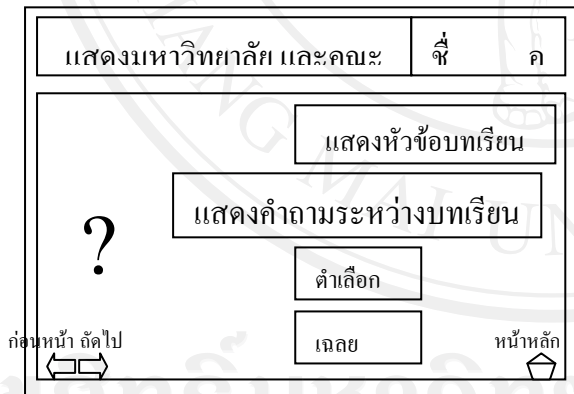 แสดงมหาวิทยาลัย และคณะ ชื่ ค
แสดงหัวข้อบทเรียน
แสดงคำถามระหว่างบทเรียน
?
ตำเลือก
เฉลย
ก่อนหน้า ถัดไป หน้าหลัก